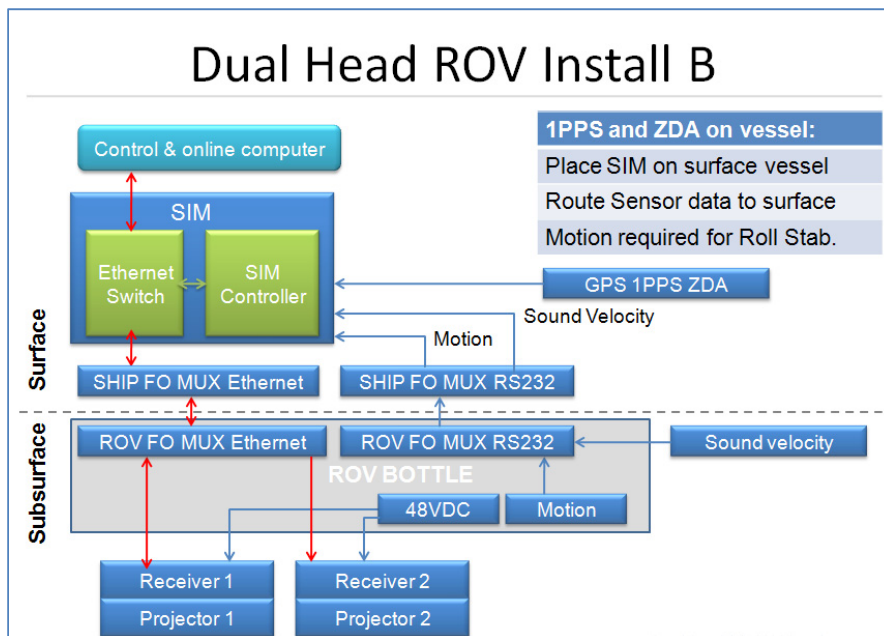 Dual Head ROV Install B
Control & online computer
SIM
Ethernet
Switch
SIM
Controller
1PPS and ZDA on vessel:
Place SIM on surface vessel
Route Sensor data to surface
Motion required for Roll Stab.
GPS 1PPS ZDA
Sound Velocity
Motion
Surface
SHIP FO MUX Ethernet
SHIP FO MUX RS232
Subsurface
ROV FO MUX Ethernet
ROV FO MUX RS232
Sound velocity
ROV BOTTLE
48VDC
Motion
Receiver 1
Projector 1
Receiver 2
Projector 2